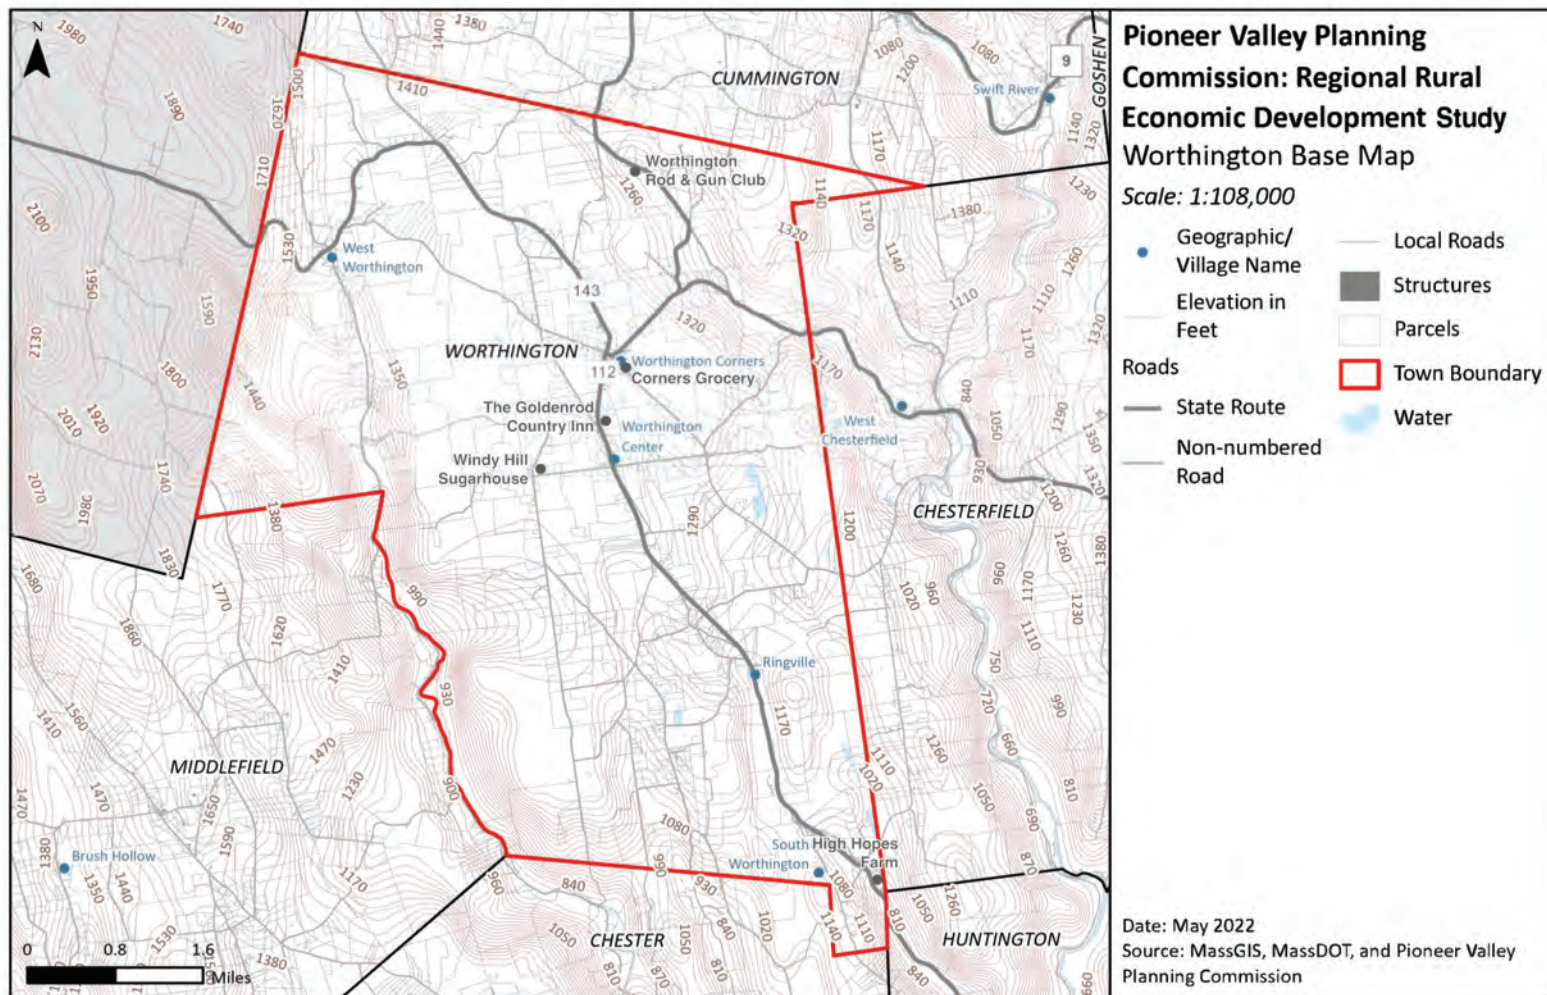 Pioneer Valley Planning
Commission: Regional Rural
Economic Development Study
Worthington Base Map
Scale: 1:108,000
Geographic/
Village Name
Elevation in
Feet
Roads
State Route
Non-numbered
Road
Local Roads
Structures
Parcels
Town Boundary
Water
Date: May 2022
Source: MassGIS, MassDOT, and Pioneer Valley
Planning Commission
N
CUMMINGTON
GOSHEN
9
Swift River
Worthington
Rod & Gun Club
West
Worthington
143
WORTHINGTON
Worthington Corners
112
Corners Grocery
The Goldenrod
Country Inn
Worthington
Center
Windy Hill
Sugarhouse
West
Chesterfield
CHESTERFIELD
Ringville
MIDDLEFIELD
Brush Hollow
South
Worthington
High Hopes
Farm
CHESTER
HUNTINGTON
0
0.8
1.6
Miles
1980
1740
1380
1440
1080
1080
1200
1890
1620
1500
1410
1140
1320
1170
1710
1260
1140
1170
1380
1230
2100
1530
1320
1140
1260
1560
1590
1110
1110
2130
1320
1170
1320
1800
1350
1170
840
1440
1920
2010
1050
1290
1350
1740
930
2070
1980
1380
1290
1200
1200
1320
1830
1260
1380
1680
1770
990
1020
960
960
1170
1230
1860
1620
1110
1410
930
750
1170
720
990
1560
1410
1470
1110
1260
660
1020
900
1230
1470
1470
1650
1050
810
690
1080
1590
1380
990
930
1080
870
1350
1440
1170
960
840
1140
1110
810
1050
1260
1530
1380
1050
1050
840
1020
810
870
840
660